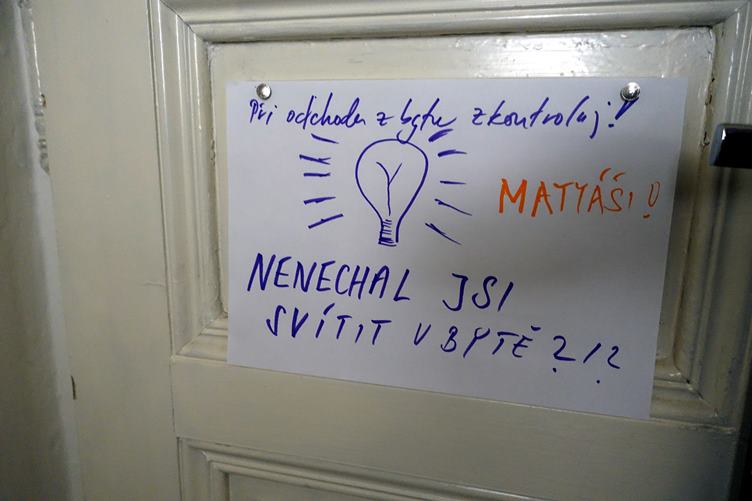 Při odchodu z bytu zkontroluj!
MATYÁŠI!
NENECHAL JSI
SVÍTIT V BYTĚ ?!?